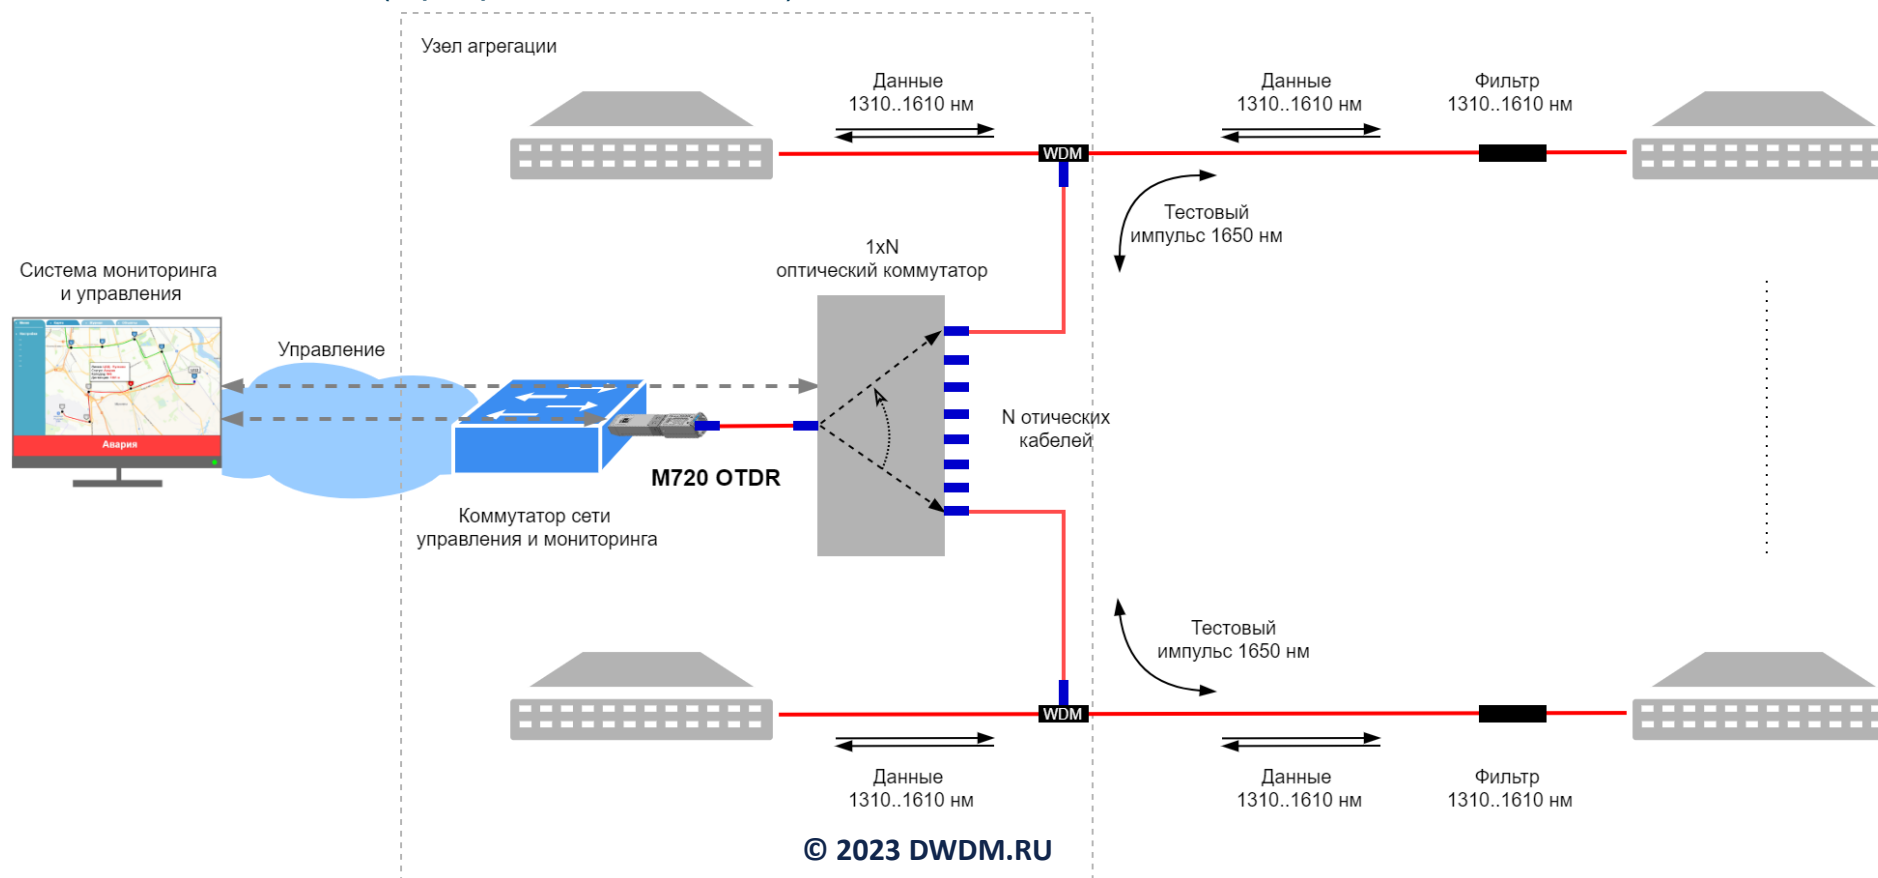 Узел агрегации
Данные
1310..1610 нм
Данные
1310..1610 нм
Фильтр
1310..1610 нм
WDM
Тестовый
импульс 1650 нм
1xN
оптический коммутатор
Система мониторинга
и управления
Управление
Авария
N отических
кабелей
M720 OTDR
Коммутатор сети
управления и мониторинга
Тестовый
импульс 1650 нм
WDM
Данные
1310..1610 нм
Данные
1310..1610 нм
Фильтр
1310..1610 нм
© 2023 DWDM.RU